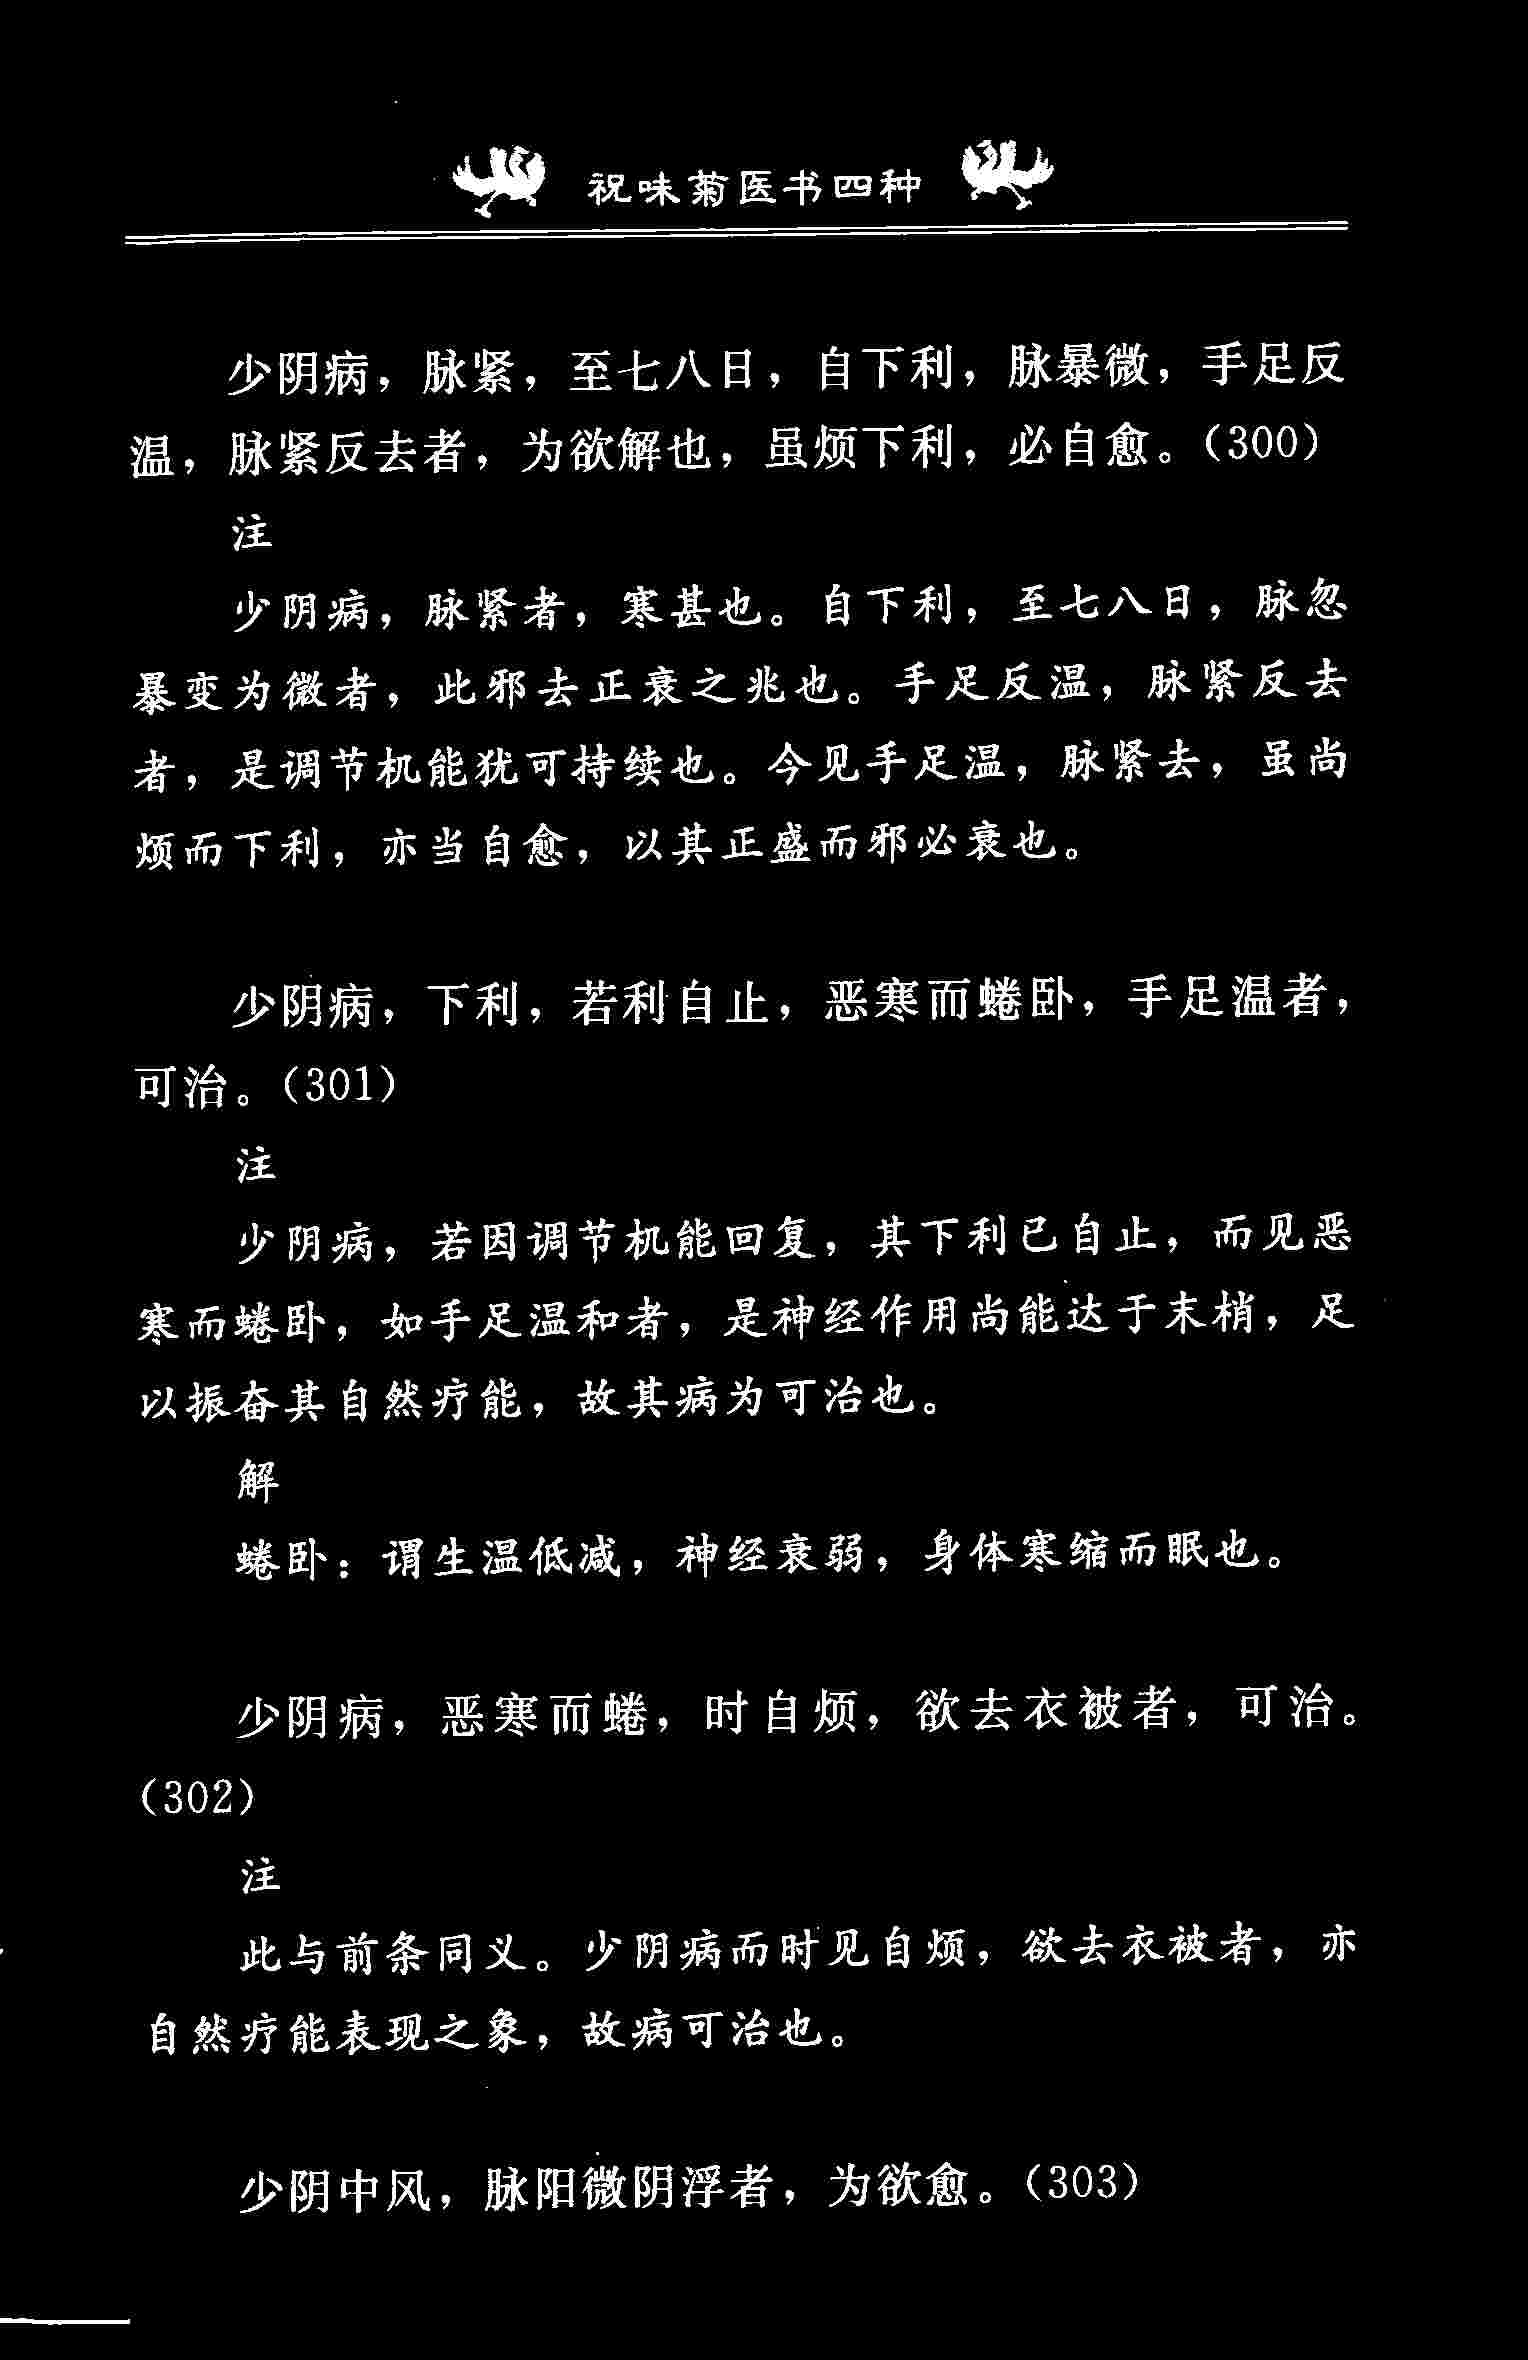 祝味菊医书四种
少阴病，脉紧，至七八日，自下利，脉暴微，手足反
温，脉紧反去者，为欲解也，虽烦下利，必自愈。（300）
注
少阴病，脉紧者，寒甚也。自下利，至七八日，脉忽
暴变为微者，此邪去正衰之兆也。手足反温，脉紧反去
者，是调节机能犹可持续也。今见手足温，脉紧去，虽尚
烦而下利，亦当自愈，以其正盛而邪必衰也。
少阴病，下利，若利自止，恶寒而蜷卧，手足温者，
可治。（301）
注
少阴病，若因调节机能回复，其下利已自止，而见恶
寒而蜷卧，如手足温和者，是神经作用尚能达于末梢，足
以振奋其自然疗能，故其病为可治也。
解
蜷卧：谓生温低减，神经衰弱，身体寒缩而眠也。
少阴病，恶寒而蜷，时自烦，欲去衣被者，可治。
（302）
注
此与前条同义。少阴病而时见自烦，欲去衣被者，亦
自然疗能表现之象，故病可治也。
少阴中风，脉阳微阴浮者，为欲愈。（303）